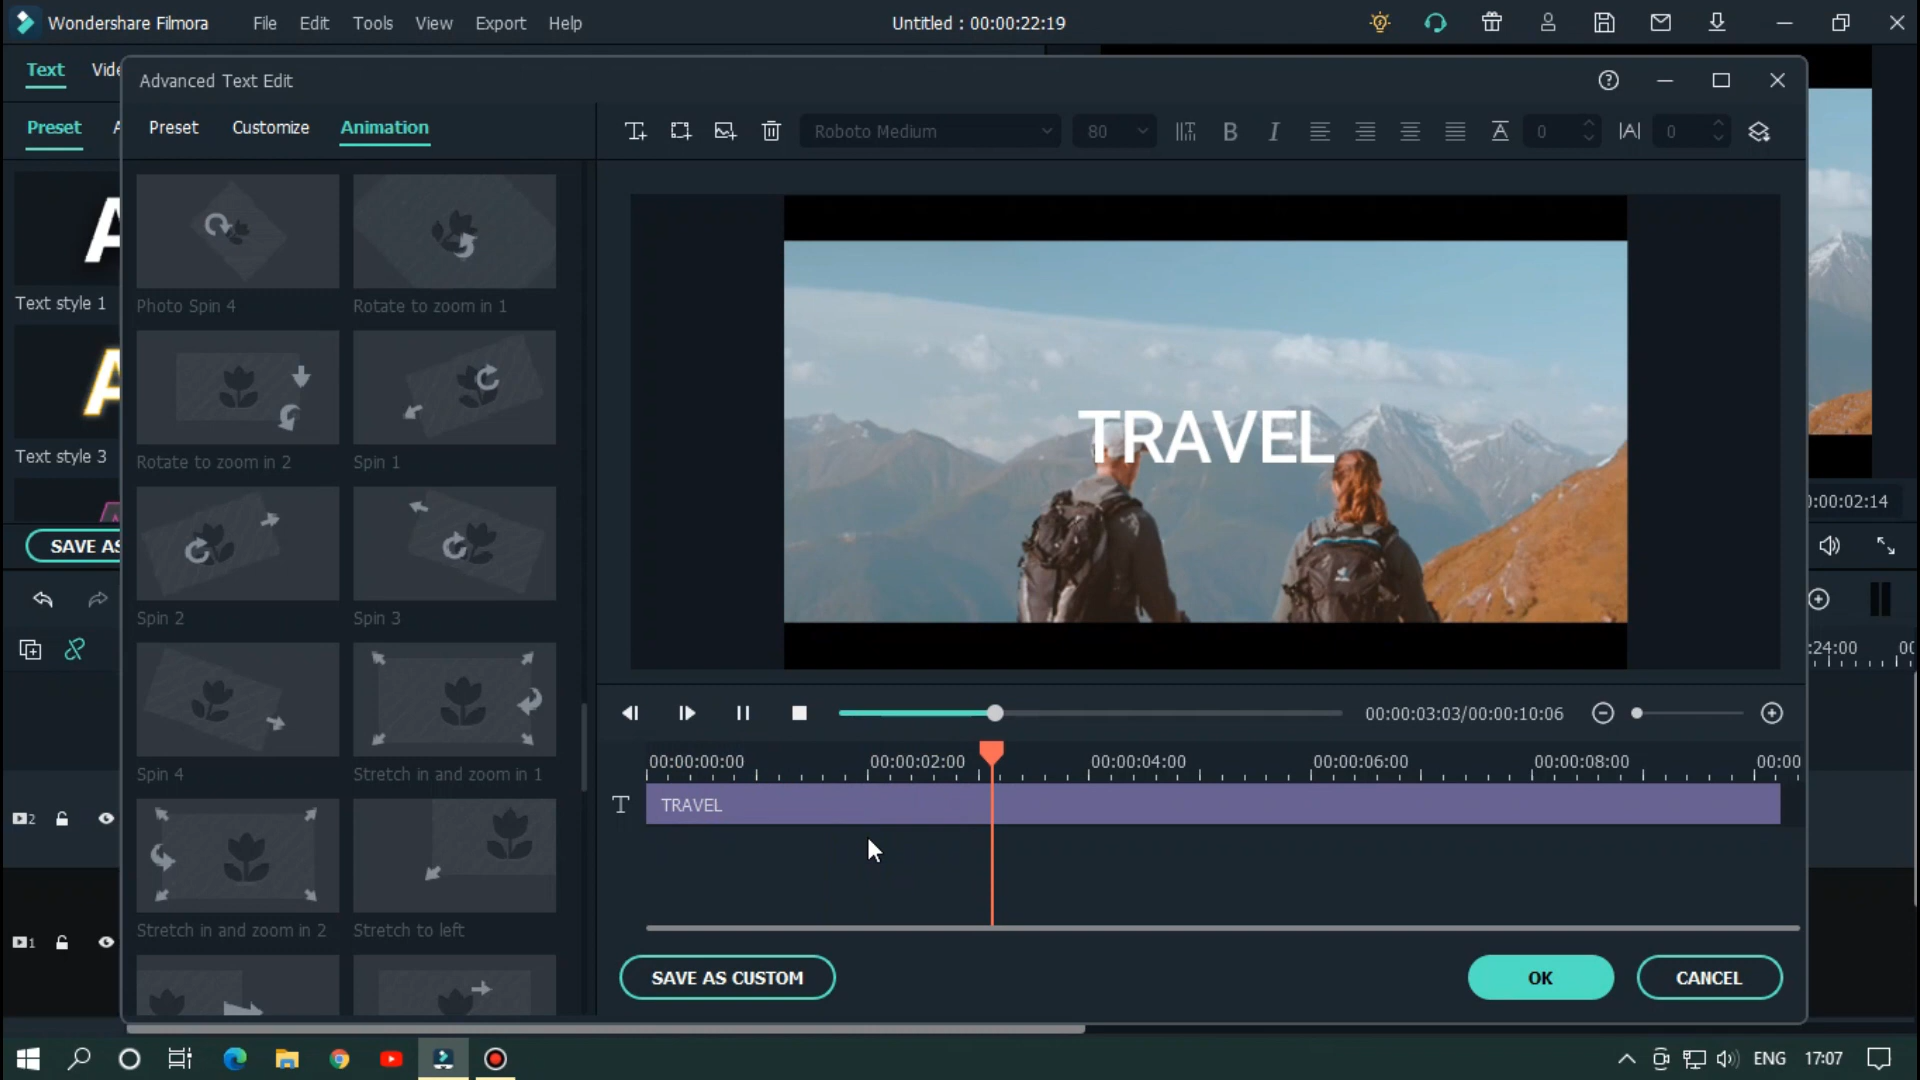 Wondershare Filmora
File
Edit
Tools
View
Export
Help
Untitled : 00:00:22:19
Text
Preset
Text style 1
Text style 3
SAVE AS
Advanced Text Edit
Preset
Customize
Animation
Roboto Medium
80
B
I
A
0
|A|
0
Photo Spin 4
Rotate to zoom in 1
Rotate to zoom in 2
Spin 1
Spin 2
Spin 3
Spin 4
Stretch in and zoom in 1
Stretch in and zoom in 2
Stretch to left
TRAVEL
00:00:03:03/00:00:10:06
00:00:00:00
00:00:02:00
00:00:04:00
00:00:06:00
00:00:08:00
00:00
T
TRAVEL
SAVE AS CUSTOM
OK
CANCEL
:00:02:14
:24:00
2
1
ENG
17:07